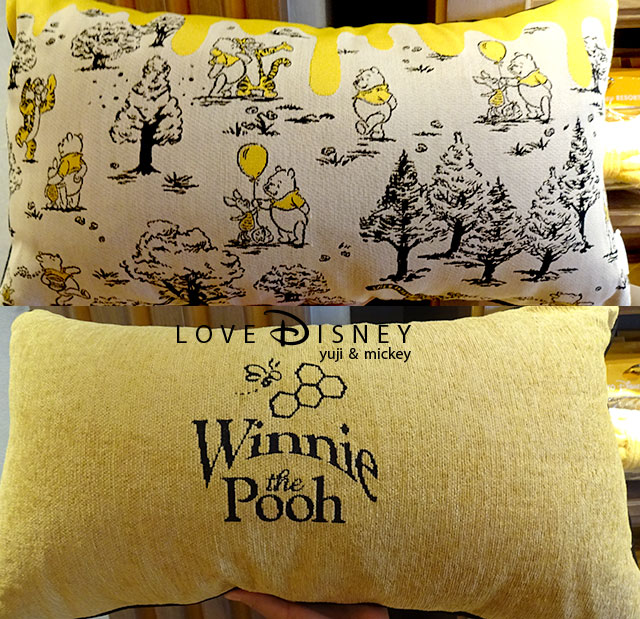 LOVE DISNEY
yuji & mickey
Winnie
the
Pooh